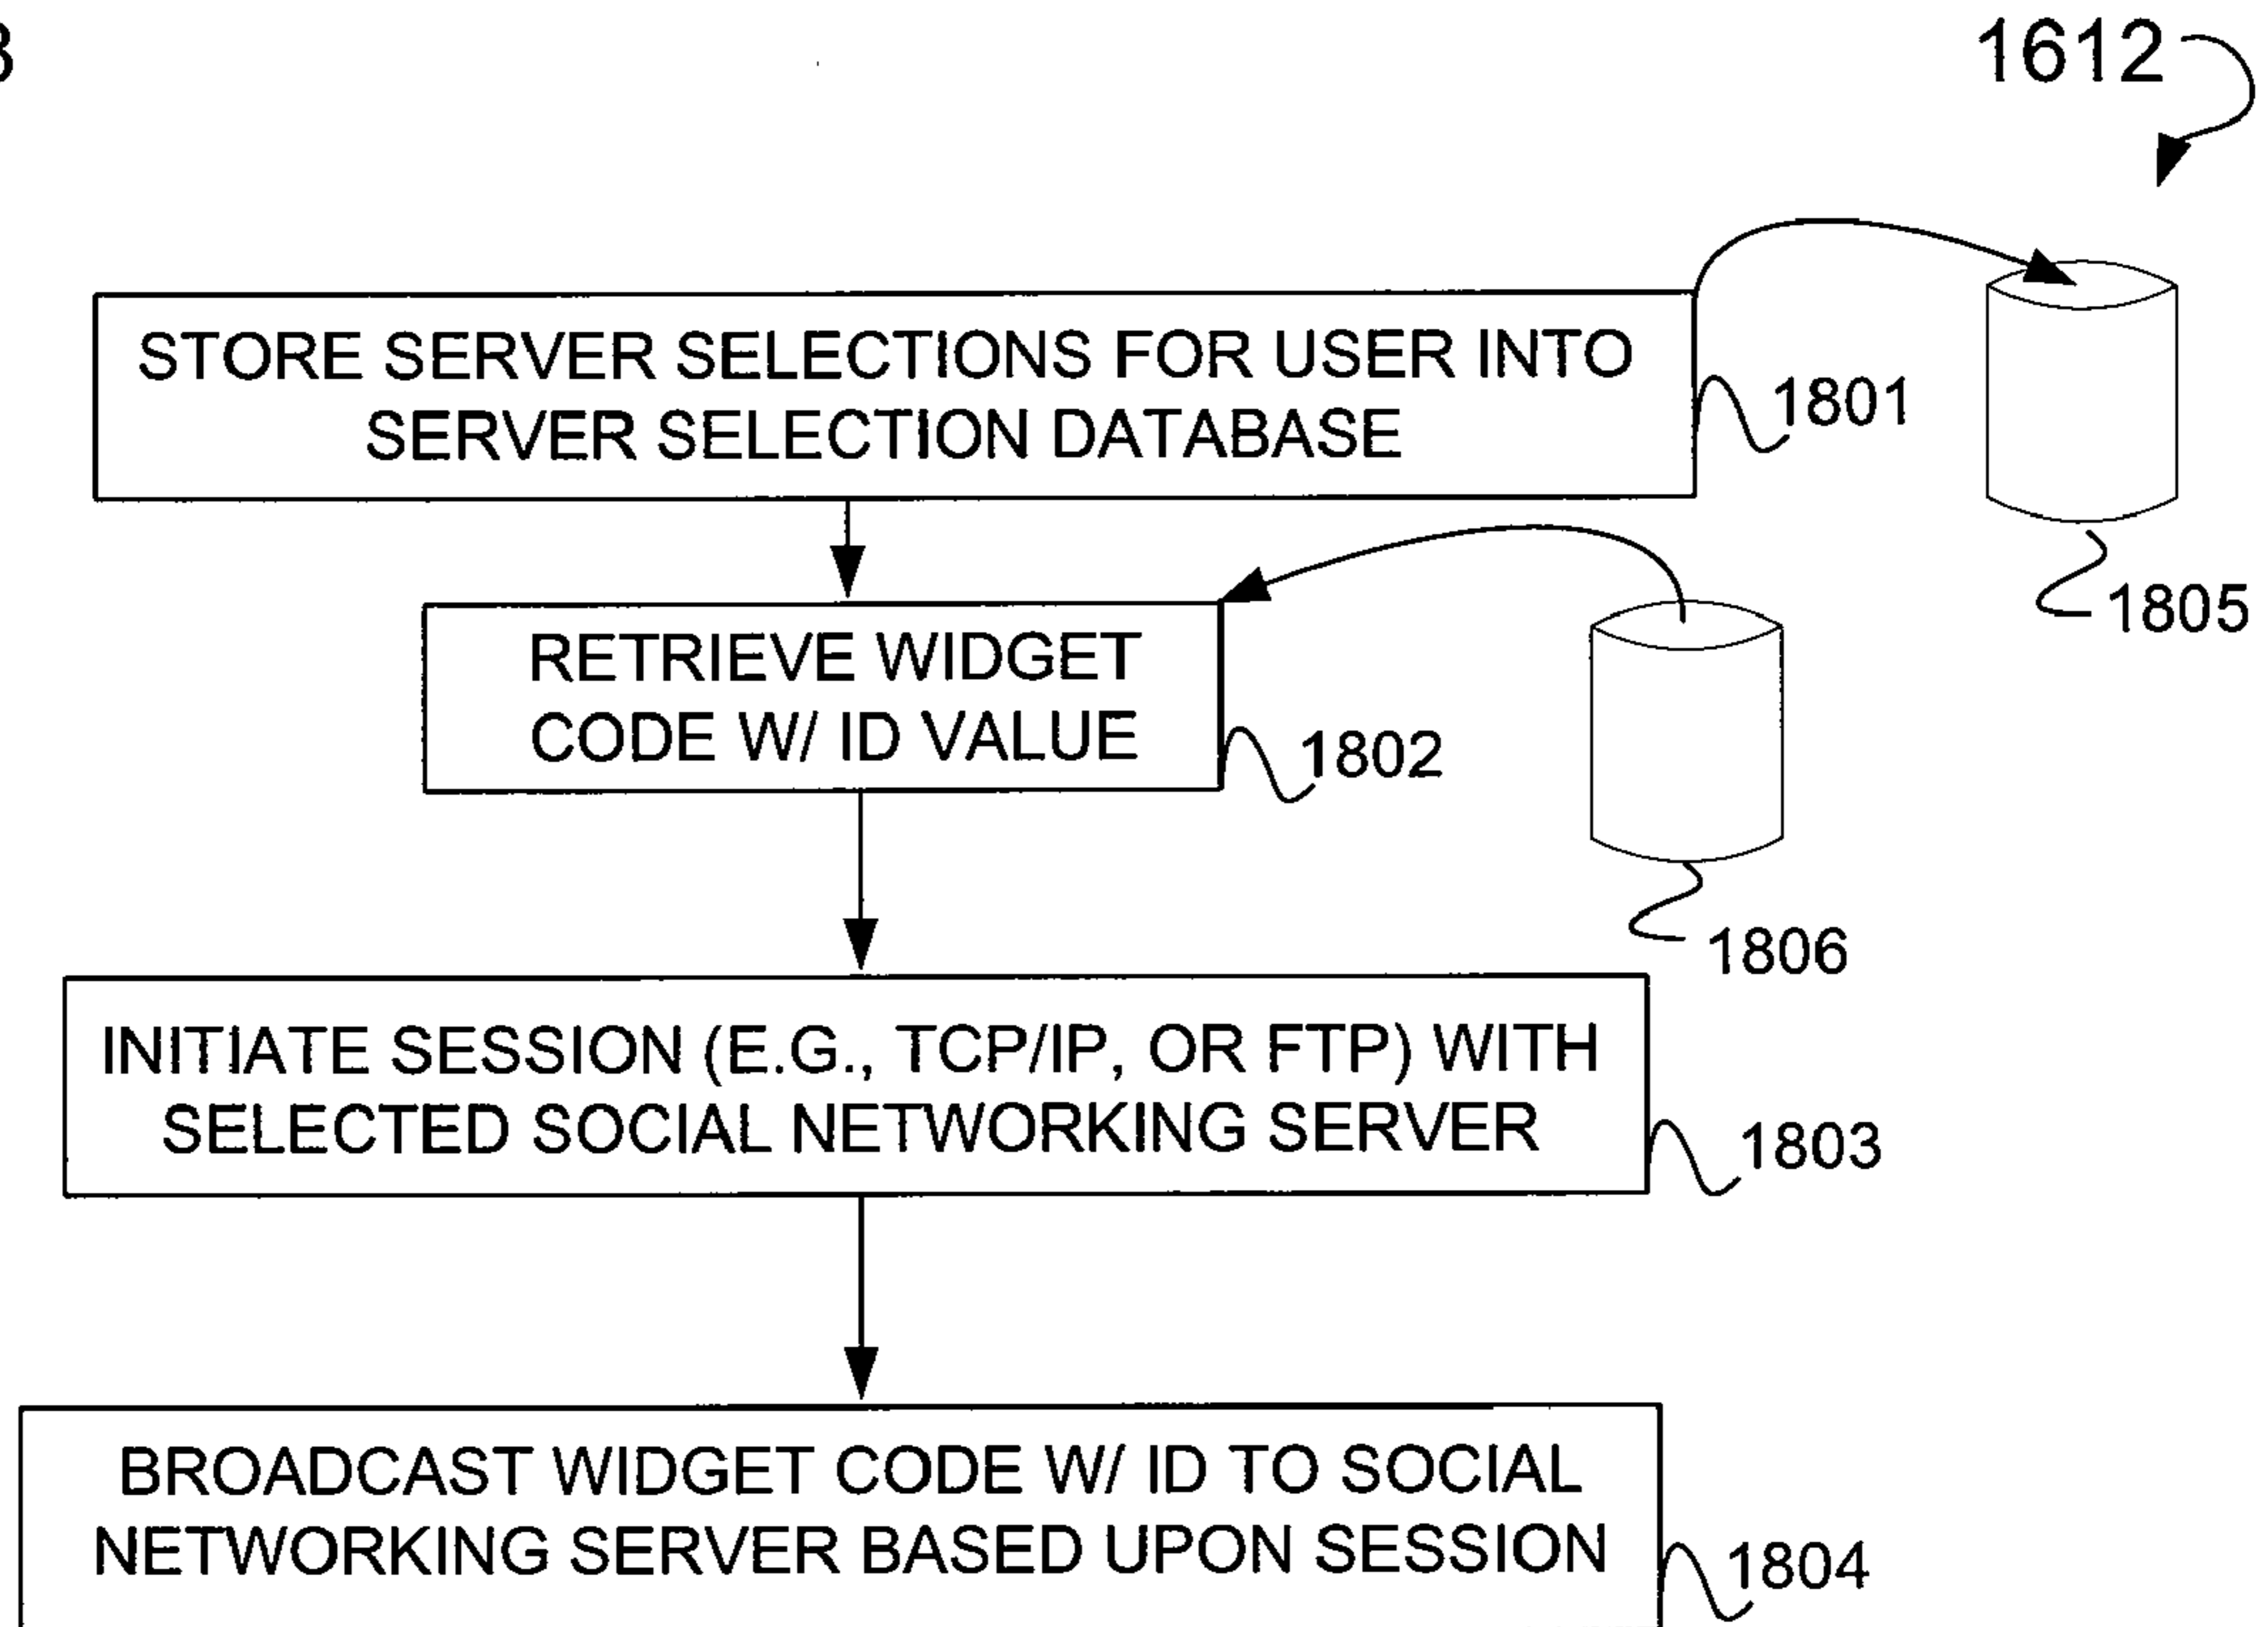 1612
STORE SERVER SELECTIONS FOR USER INTO
SERVER SELECTION DATABASE
1801
1805
RETRIEVE WIDGET
CODE W/ ID VALUE
1802
1806
INITIATE SESSION (E.G., TCP/IP, OR FTP) WITH
SELECTED SOCIAL NETWORKING SERVER
1803
BROADCAST WIDGET CODE W/ ID TO SOCIAL
NETWORKING SERVER BASED UPON SESSION
1804